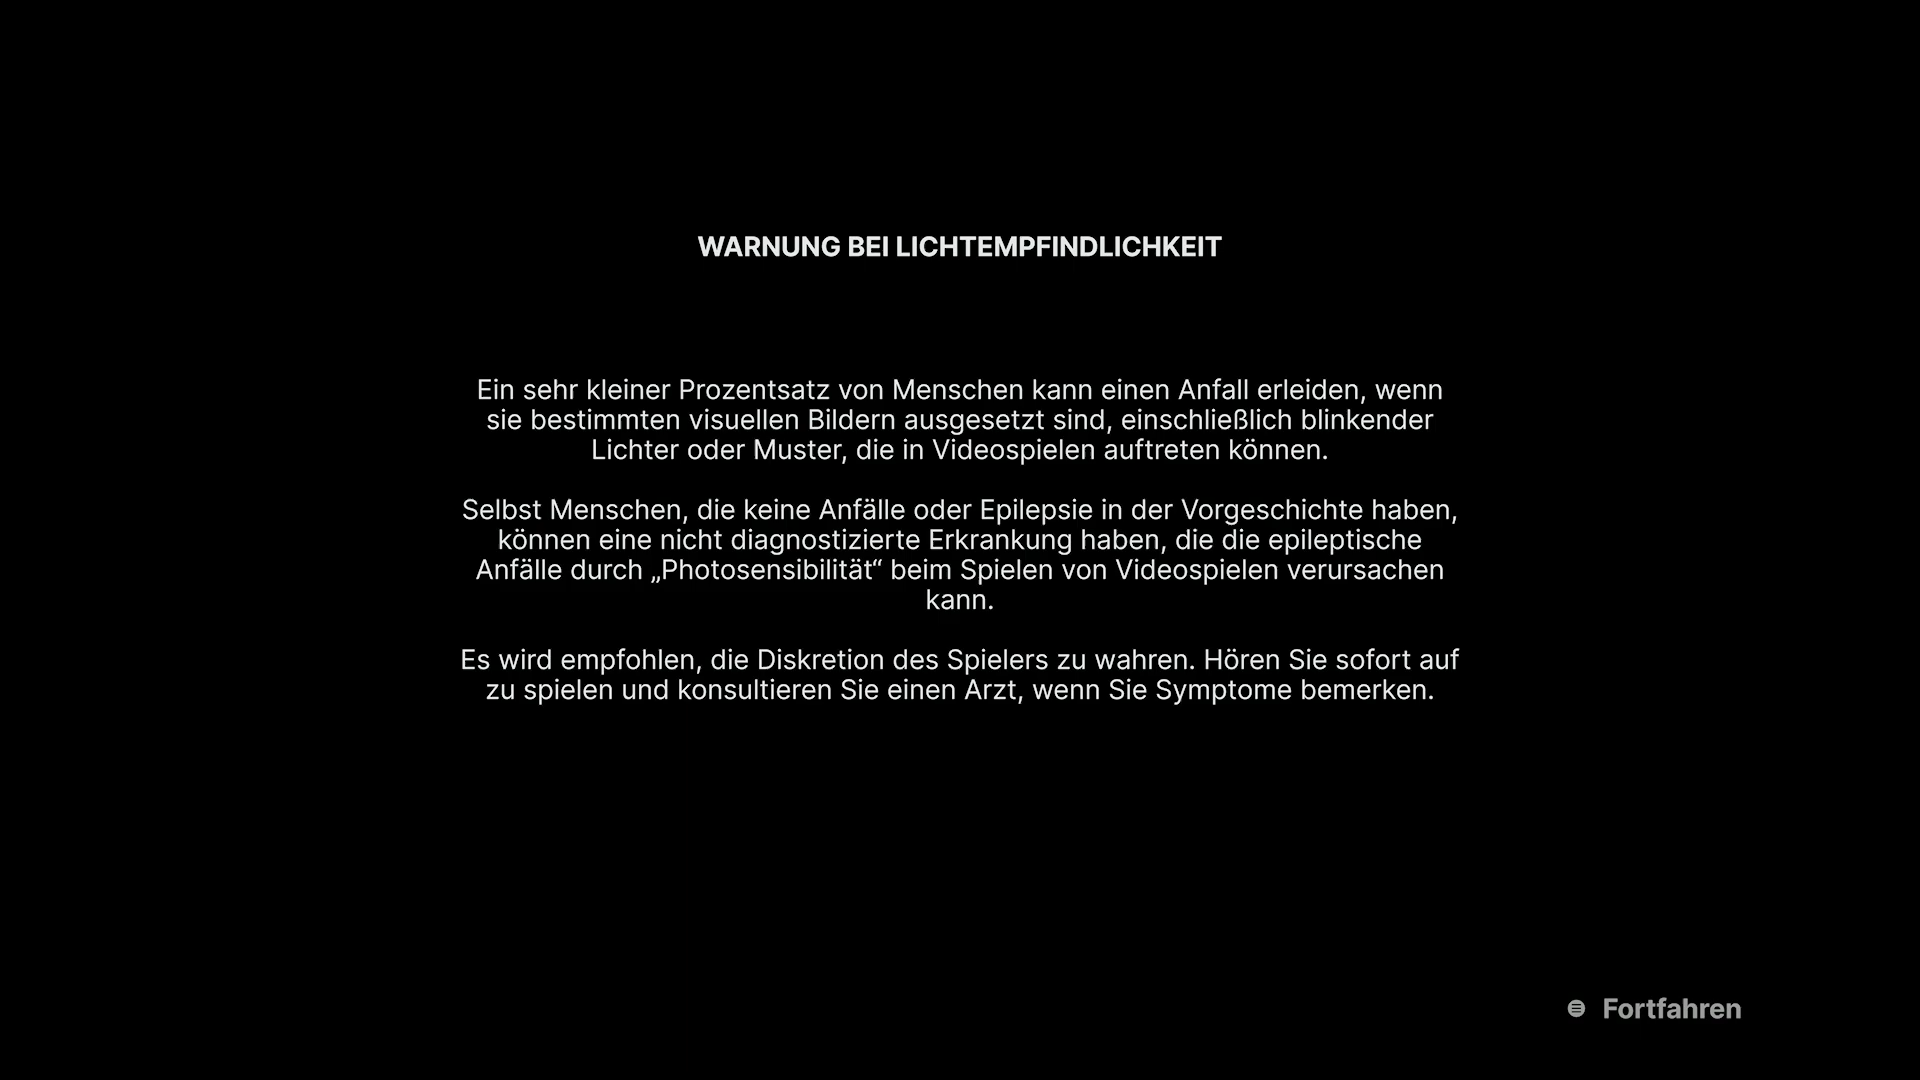 WARNUNG BEI LICHTEMPFINDLICHKEIT
Ein sehr kleiner Prozentsatz von Menschen kann einen Anfall erleiden, wenn
sie bestimmten visuellen Bildern ausgesetzt sind, einschließlich blinkender
Lichter oder Muster, die in Videospielen auftreten können.
Selbst Menschen, die keine Anfälle oder Epilepsie in der Vorgeschichte haben,
können eine nicht diagnostizierte Erkrankung haben, die die epileptische
Anfälle durch „Photosensibilität“ beim Spielen von Videospielen verursachen
kann.
Es wird empfohlen, die Diskretion des Spielers zu wahren. Hören Sie sofort auf
zu spielen und konsultieren Sie einen Arzt, wenn Sie Symptome bemerken.
Fortfahren